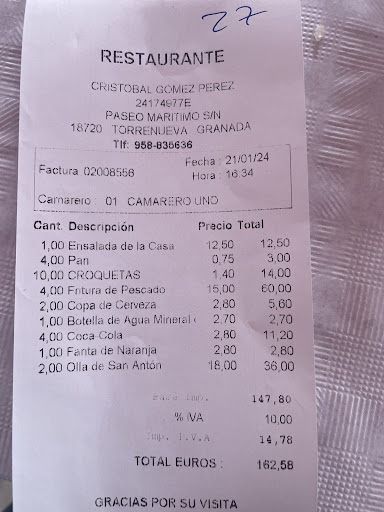 27
RESTAURANTE
CRISTOBAL GOMEZ PEREZ
24174977E
PASEO MARITIMO S/N
18720 TORRENUEVA GRANADA
Tlf: 958-836636
Factura 02008556
Fecha : 21/01/24
Hora : 16:34
Camarero : 01 CAMARERO UNO
Cant. Descripción Precio Total
1,00 Ensalada de la Casa 12,50 12,50
4,00 Pan 0,75 3,00
10,00 CROQUETAS 1,40 14,00
4,00 Fritura de Pescado 15,00 60,00
2,00 Copa de Cerveza 2,80 5,60
1,00 Botella de Agua Mineral 2,70 2,70
4,00 Coca-Cola 2,80 11,20
1,00 Fanta de Naranja 2,80 2,80
2,00 Olla de San Antón 18,00 36,00
Base imp. 147,80
% IVA 10,00
Imp. I.V.A 14,78
TOTAL EUROS : 162,58
GRACIAS POR SU VISITA